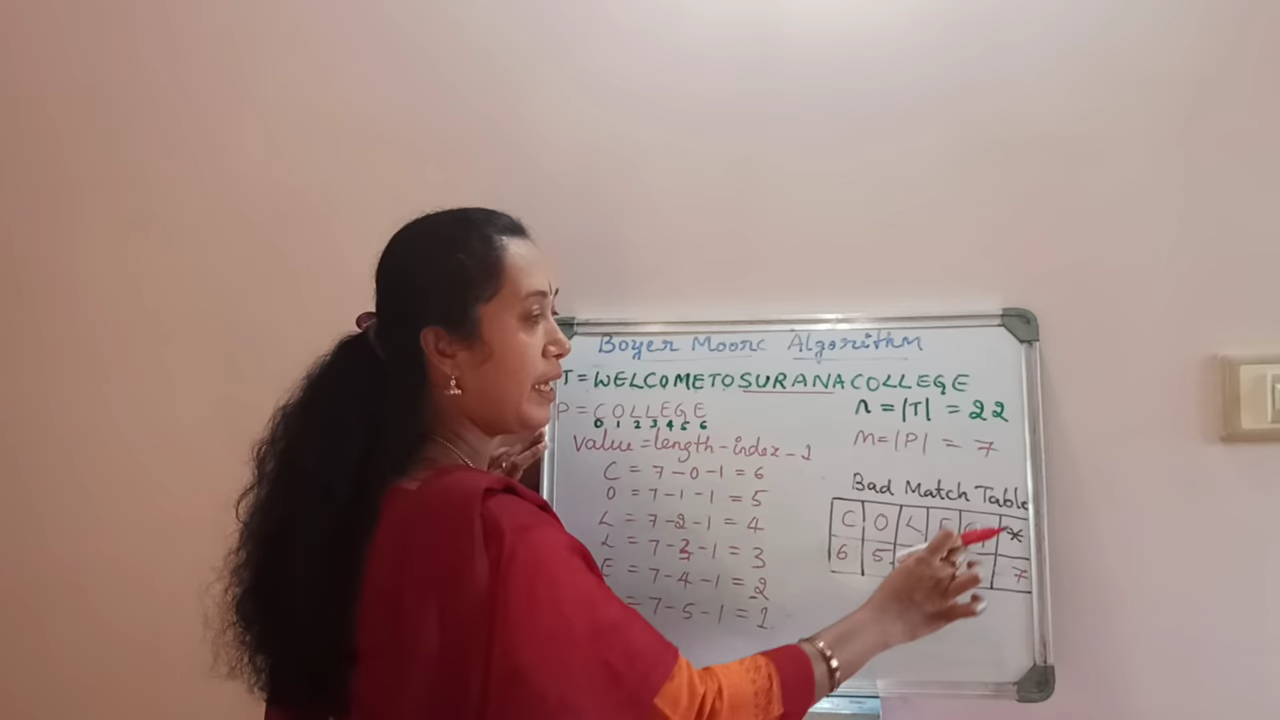 Boyer Moore Algorithm
T = WELCOMETOSURANACOLLEGE
P = COLLEGE
0 1 2 3 4 5 6
n = |T| = 22
M = |P| = 7
Value = length - index - 1
C = 7 - 0 - 1 = 6
O = 7 - 1 - 1 = 5
L = 7 - 2 - 1 = 4
L = 7 - 3 - 1 = 3
E = 7 - 4 - 1 = 2
= 7 - 5 - 1 = 1
Bad Match Table
C O L E *
6 5 7